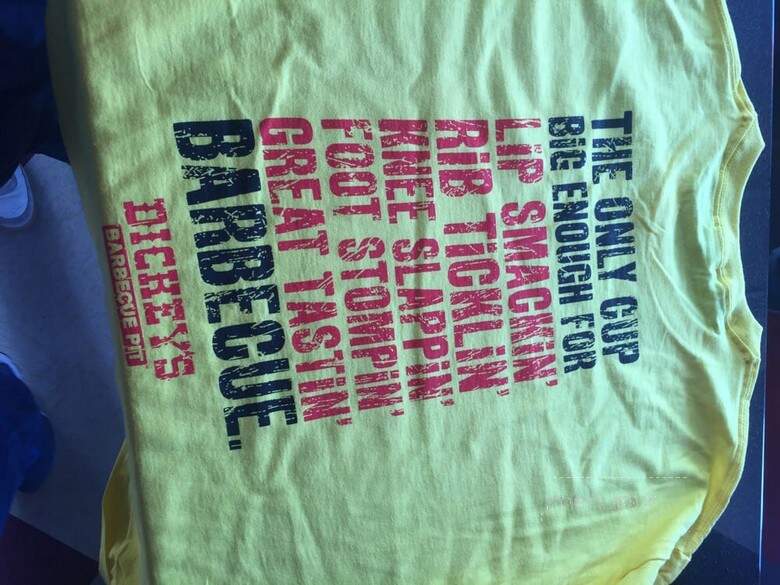 THE ONLY CUP
BIG ENOUGH FOR
LIP SMACKIN',
RIB TICKLIN',
KNEE SLAPPIN',
FOOT STOMPIN',
GREAT TASTIN'
BARBECUE."
DICKEY'S
BARBECUE PIT